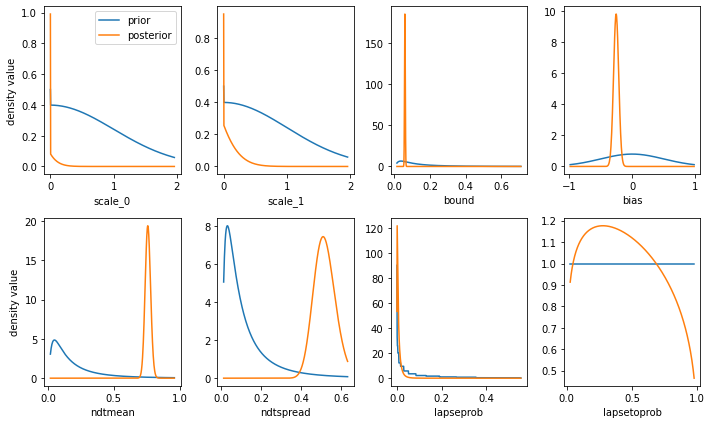 density value
1.0
0.8
0.6
0.4
0.2
0.0
prior
posterior
0 1 2
scale_0
0.8
0.6
0.4
0.2
0.0
0 1 2
scale_1
150
100
50
0
0.0 0.2 0.4 0.6
bound
10
8
6
4
2
0
-1 0 1
bias
density value
20
15
10
5
0
0.0 0.5 1.0
ndtmean
8
6
4
2
0
0.0 0.2 0.4 0.6
ndtspread
120
100
80
60
40
20
0
0.0 0.2 0.4
lapseprob
1.2
1.1
1.0
0.9
0.8
0.7
0.6
0.5
0.0 0.5 1.0
lapsetoprob